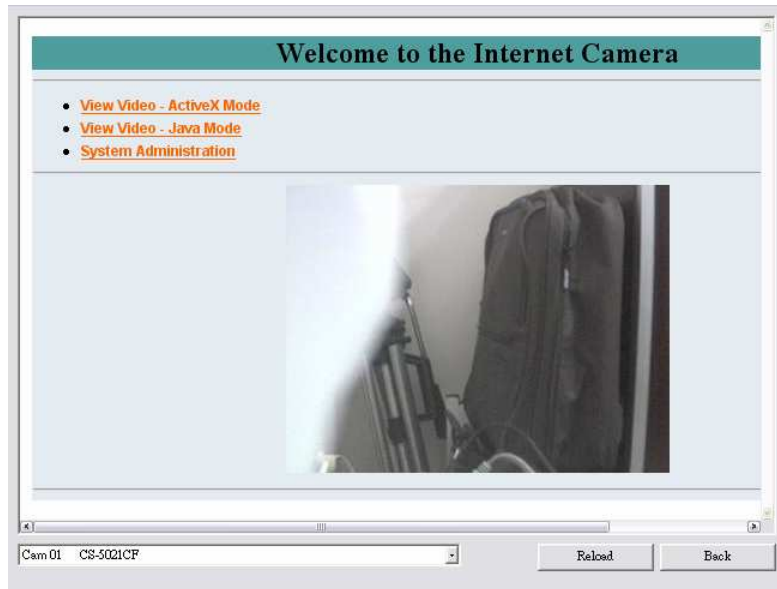 Welcome to the Internet Camera
View Video - ActiveX Mode
View Video - Java Mode
System Administration
Cam 01 CS-5021CF
Reload
Back